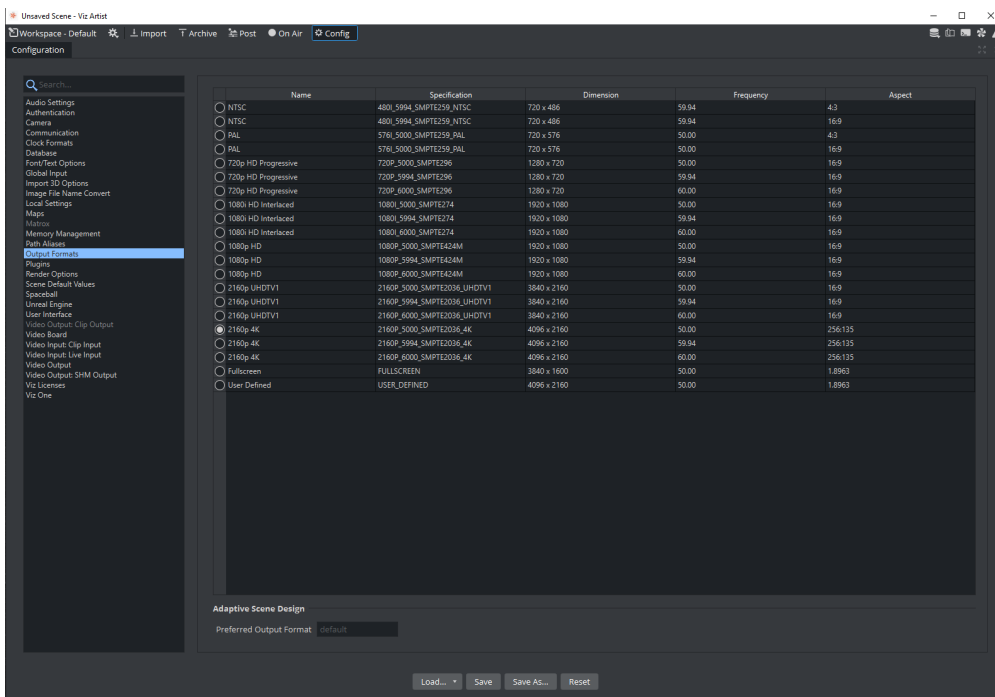 Unsaved Scene - Viz Artist
Workspace - Default Import Archive Post On Air Config
Configuration
Search...
Audio Settings
Authentication
Camera
Communication
Clock Formats
Database
Font/Text Options
Global Input
Import 3D Options
Image File Name Convert
Local Settings
Maps
Matrox
Memory Management
Path Aliases
Output Formats
Plugins
Render Options
Scene Default Values
Spaceball
Unreal Engine
User Interface
Video Output: Clip Output
Video Board
Video Input: Clip Input
Video Input: Live Input
Video Output
Video Output: SHM Output
Viz Licenses
Viz One
Name Specification Dimension Frequency Aspect
NTSC 480I_5994_SMPTE259_NTSC 720 x 486 59.94 4:3
NTSC 480I_5994_SMPTE259_NTSC 720 x 486 59.94 16:9
PAL 576I_5000_SMPTE259_PAL 720 x 576 50.00 4:3
PAL 576I_5000_SMPTE259_PAL 720 x 576 50.00 16:9
720p HD Progressive 720P_5000_SMPTE296 1280 x 720 50.00 16:9
720p HD Progressive 720P_5994_SMPTE296 1280 x 720 59.94 16:9
720p HD Progressive 720P_6000_SMPTE296 1280 x 720 60.00 16:9
1080i HD Interlaced 1080I_5000_SMPTE274 1920 x 1080 50.00 16:9
1080i HD Interlaced 1080I_5994_SMPTE274 1920 x 1080 59.94 16:9
1080i HD Interlaced 1080I_6000_SMPTE274 1920 x 1080 60.00 16:9
1080p HD 1080P_5000_SMPTE424M 1920 x 1080 50.00 16:9
1080p HD 1080P_5994_SMPTE424M 1920 x 1080 59.94 16:9
1080p HD 1080P_6000_SMPTE424M 1920 x 1080 60.00 16:9
2160p UHDTV1 2160P_5000_SMPTE2036_UHDTV1 3840 x 2160 50.00 16:9
2160p UHDTV1 2160P_5994_SMPTE2036_UHDTV1 3840 x 2160 59.94 16:9
2160p UHDTV1 2160P_6000_SMPTE2036_UHDTV1 3840 x 2160 60.00 16:9
2160p 4K 2160P_5000_SMPTE2036_4K 4096 x 2160 50.00 256:135
2160p 4K 2160P_5994_SMPTE2036_4K 4096 x 2160 59.94 256:135
2160p 4K 2160P_6000_SMPTE2036_4K 4096 x 2160 60.00 256:135
Fullscreen FULLSCREEN 3840 x 1600 50.00 1.8963
User Defined USER_DEFINED 4096 x 2160 50.00 1.8963
Adaptive Scene Design
Preferred Output Format default
Load... Save Save As... Reset